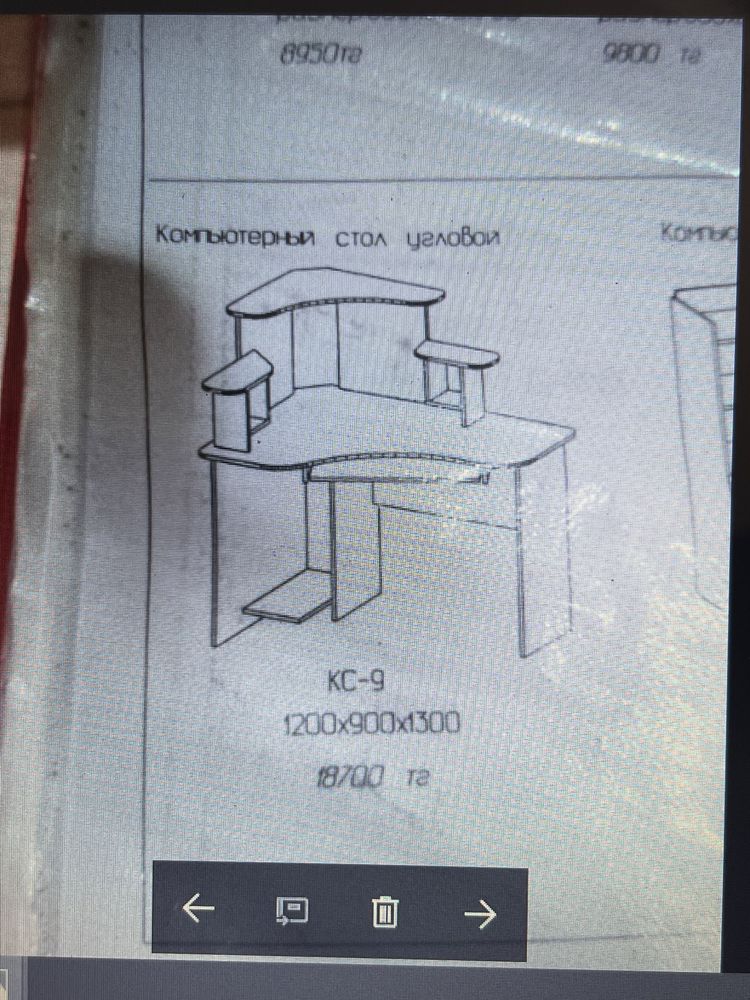 8950тг
9800 тг
Компьютерный стол угловой
КС-9
1200х900х1300
18700 тг